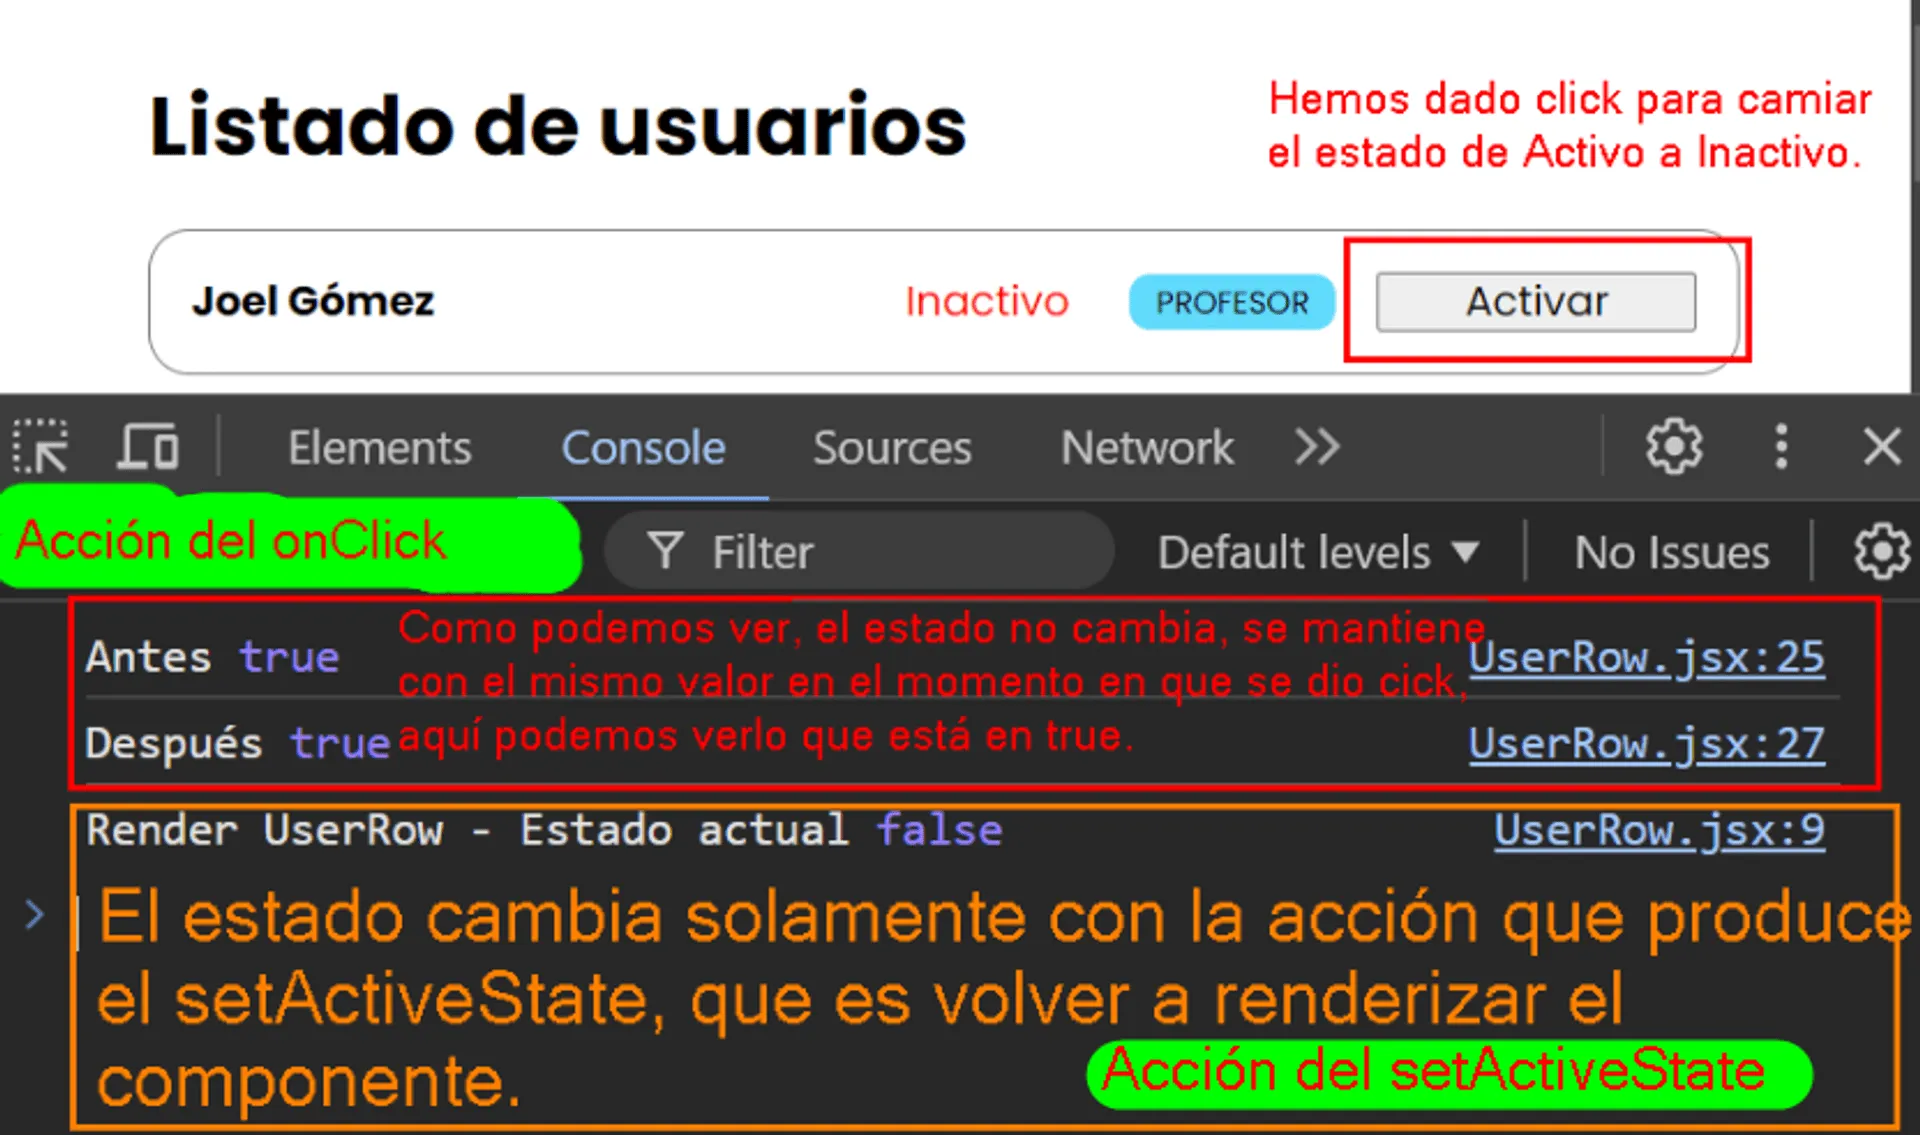 Listado de usuarios
Hemos dado click para camiar
el estado de Activo a Inactivo.
Joel Gómez
Inactivo
PROFESOR
Activar
Elements
Console
Sources
Network
Acción del onClick
Filter
Default levels
No Issues
Como podemos ver, el estado no cambia, se mantiene
Antes true
UserRow.jsx:25
con el mismo valor en el momento en que se dio cick,
Después true
aquí podemos verlo que está en true.
UserRow.jsx:27
Render UserRow - Estado actual false
UserRow.jsx:9
El estado cambia solamente con la acción que produce
el setActiveState, que es volver a renderizar el
componente.
Acción del setActiveState